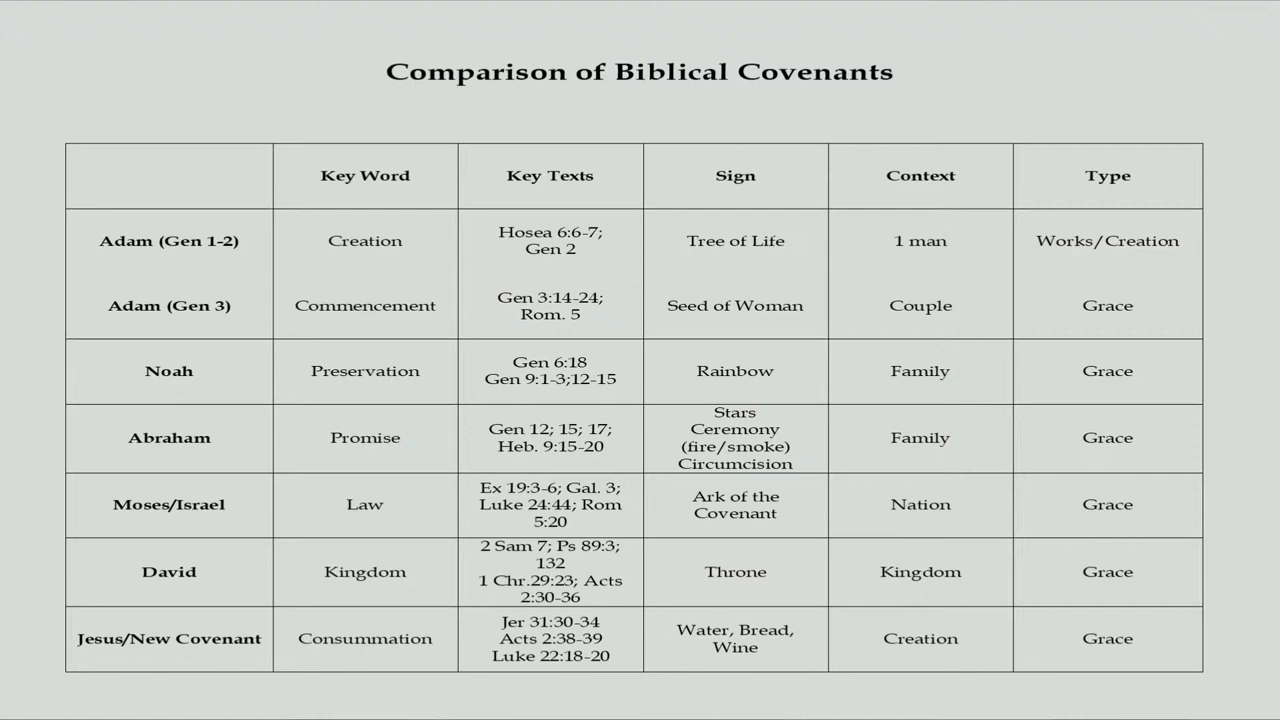 Comparison of Biblical Covenants
Key Word Key Texts Sign Context Type
Adam (Gen 1-2) Creation Hosea 6:6-7; Gen 2 Tree of Life 1 man Works/Creation
Adam (Gen 3) Commencement Gen 3:14-24; Rom. 5 Seed of Woman Couple Grace
Noah Preservation Gen 6:18 Gen 9:1-3;12-15 Rainbow Family Grace
Abraham Promise Gen 12; 15; 17; Heb. 9:15-20 Stars Ceremony (fire/smoke) Circumcision Family Grace
Moses/Israel Law Ex 19:3-6; Gal. 3; Luke 24:44; Rom 5:20 Ark of the Covenant Nation Grace
David Kingdom 2 Sam 7; Ps 89:3; 132 1 Chr.29:23; Acts 2:30-36 Throne Kingdom Grace
Jesus/New Covenant Consummation Jer 31:30-34 Acts 2:38-39 Luke 22:18-20 Water, Bread, Wine Creation Grace